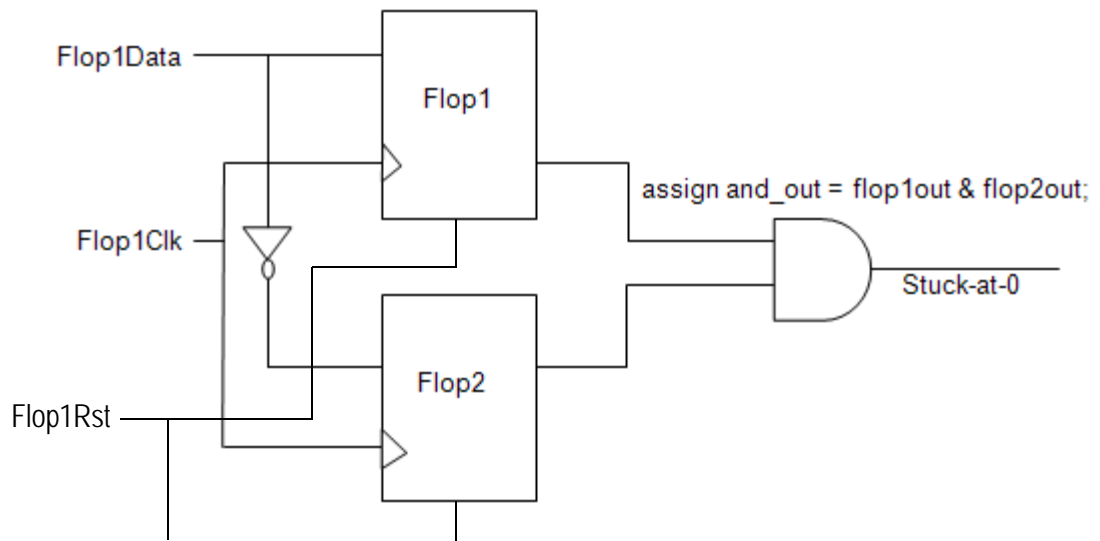 Flop1Data
Flop1
assign and_out = flop1out & flop2out;
Flop1Clk
Stuck-at-0
Flop2
Flop1Rst